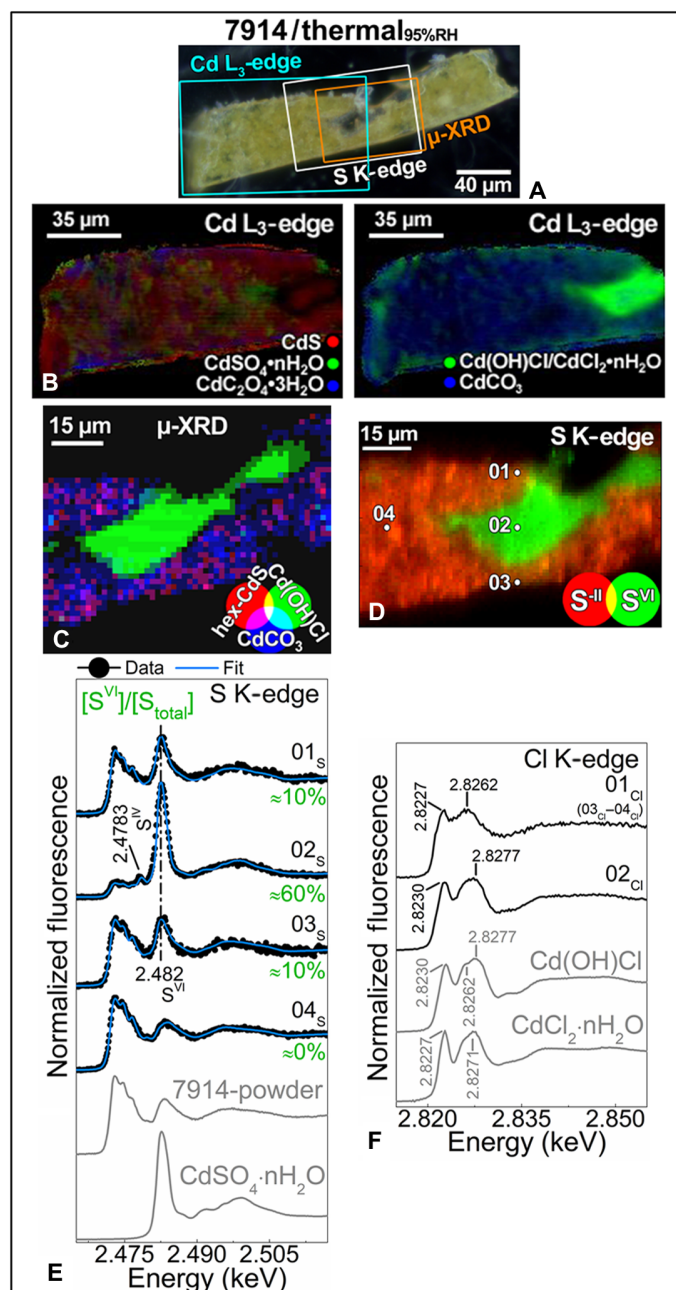 7914/thermal95%RH
Cd L3-edge
μ-XRD
S K-edge
40 μm
A
35 μm
Cd L3-edge
CdS
CdSO4•nH2O
CdC2O4•3H2O
B
35 μm
Cd L3-edge
Cd(OH)Cl/CdCl2•nH2O
CdCO3
15 μm
μ-XRD
hex-CdS
Cd(OH)Cl
CdCO3
C
15 μm
S K-edge
01
04
02
03
S-II
SVI
D
Data
Fit
[SVI]/[Stotal]
S K-edge
01S
≈10%
2.4783
SIV
02S
≈60%
03S
≈10%
2.482
SVI
04S
≈0%
7914-powder
CdSO4·nH2O
Normalized fluorescence
2.475 2.490 2.505
Energy (keV)
E
Cl K-edge
2.8227
2.8262
01Cl
(03Cl–04Cl)
2.8230
2.8277
02Cl
2.8230
2.8262
2.8277
Cd(OH)Cl
2.8227
2.8271
CdCl2·nH2O
Normalized fluorescence
2.820 2.835 2.850
Energy (keV)
F